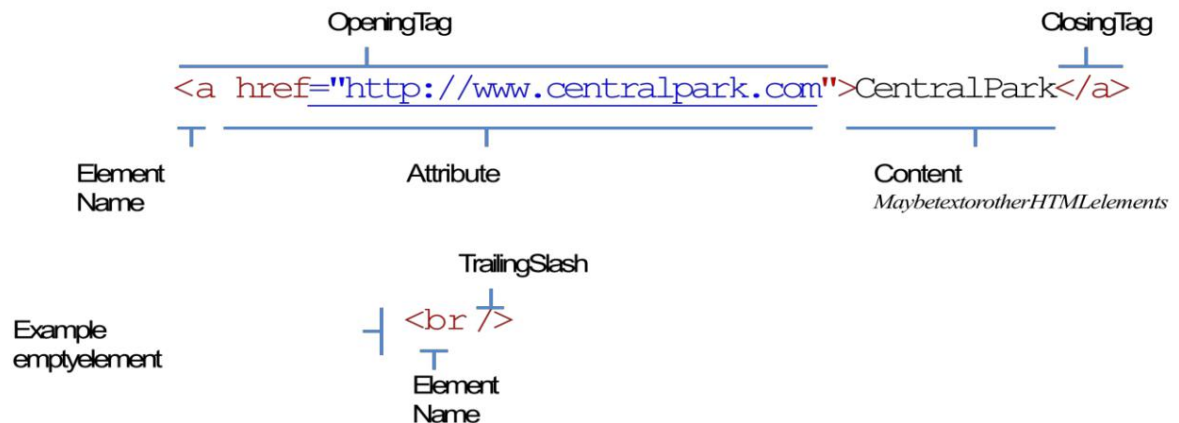 OpeningTag ClosingTag
<a href="http://www.centralpark.com">CentralPark</a>
Element Name Attribute Content
MaybetextorotherHTMLelements
TrailingSlash
<br />
Example
emptyelement
Element
Name